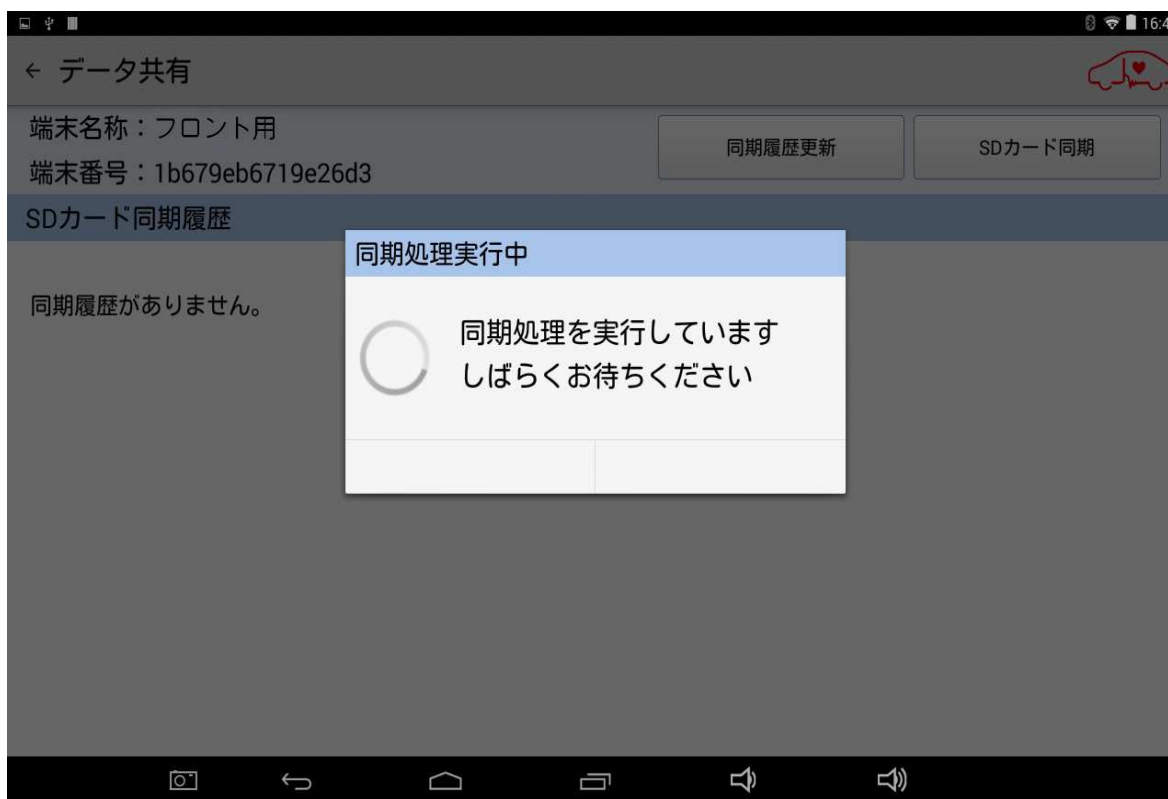 16:4
← データ共有
端末名称：フロント用
端末番号：1b679eb6719e26d3
同期履歴更新
SDカード同期
SDカード同期履歴
同期履歴がありません。
同期処理実行中
同期処理を実行しています
しばらくお待ちください